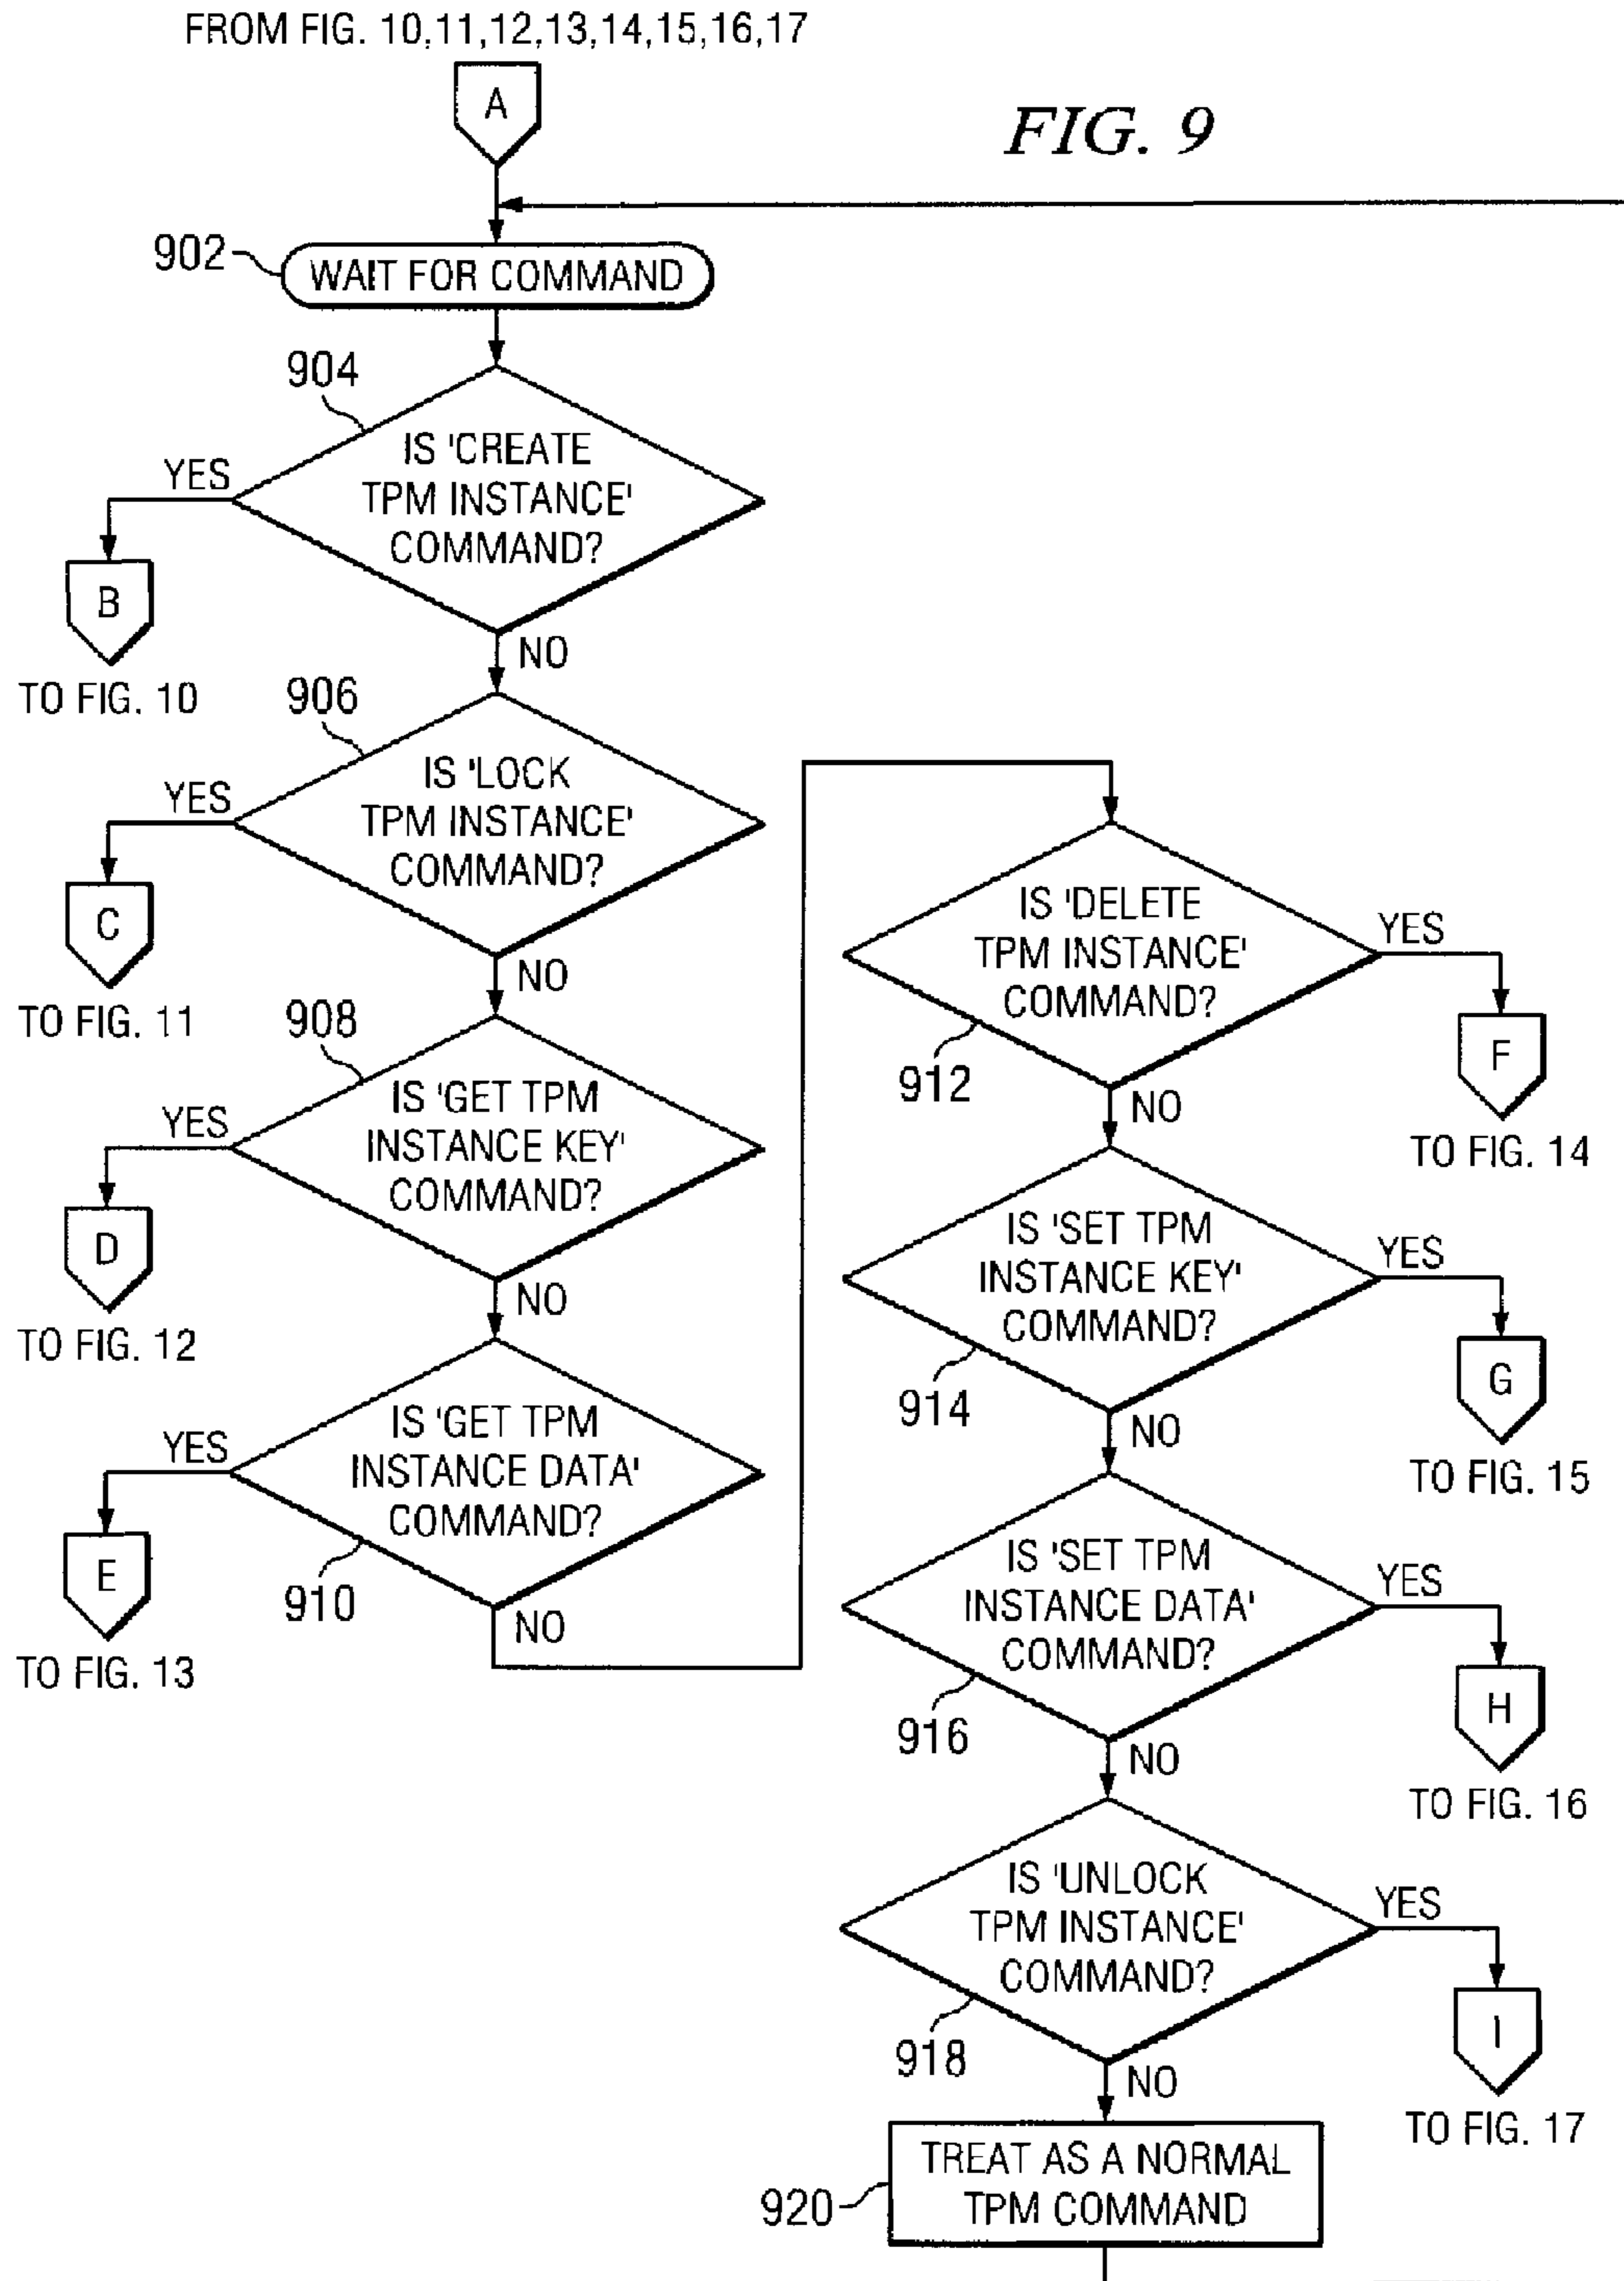 FROM FIG. 10,11,12,13,14,15,16,17
A
FIG. 9
902
WAIT FOR COMMAND
904
IS 'CREATE
TPM INSTANCE'
COMMAND?
YES
B
TO FIG. 10
NO
906
IS 'LOCK
TPM INSTANCE'
COMMAND?
YES
C
TO FIG. 11
NO
908
IS 'GET TPM
INSTANCE KEY'
COMMAND?
YES
D
TO FIG. 12
NO
IS 'GET TPM
INSTANCE DATA'
COMMAND?
YES
E
TO FIG. 13
910
NO
IS 'DELETE
TPM INSTANCE'
COMMAND?
YES
F
TO FIG. 14
912
NO
IS 'SET TPM
INSTANCE KEY'
COMMAND?
YES
G
TO FIG. 15
914
NO
IS 'SET TPM
INSTANCE DATA'
COMMAND?
YES
H
TO FIG. 16
916
NO
IS 'UNLOCK
TPM INSTANCE'
COMMAND?
YES
I
TO FIG. 17
918
NO
TREAT AS A NORMAL
TPM COMMAND
920